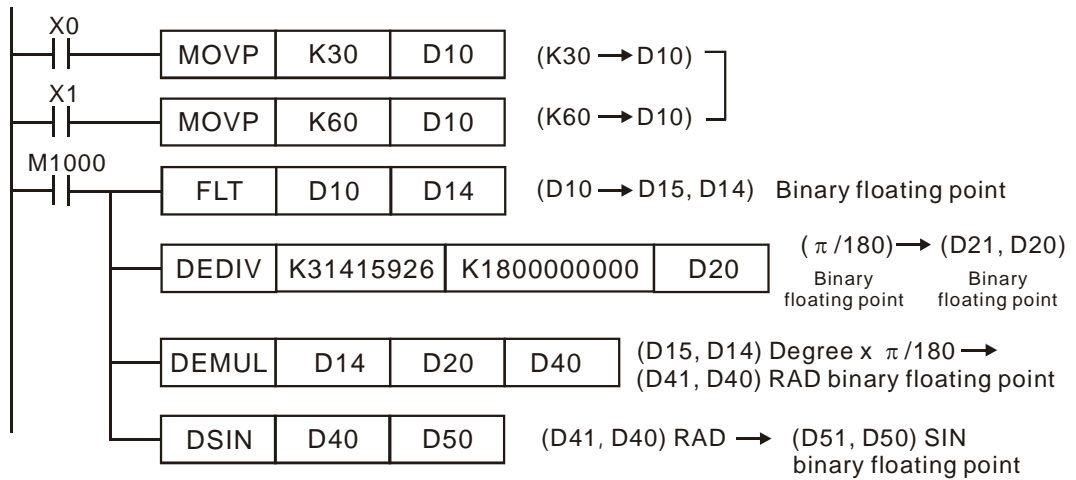 X0
MOVP K30 D10 (K30 → D10)
X1
MOVP K60 D10 (K60 → D10)
M1000
FLT D10 D14 (D10 → D15, D14) Binary floating point
DEDIV K31415926 K1800000000 D20 (π/180) → (D21, D20)
Binary floating point Binary floating point
DEMUL D14 D20 D40 (D15, D14) Degree x π/180 →
(D41, D40) RAD binary floating point
DSIN D40 D50 (D41, D40) RAD → (D51, D50) SIN
binary floating point